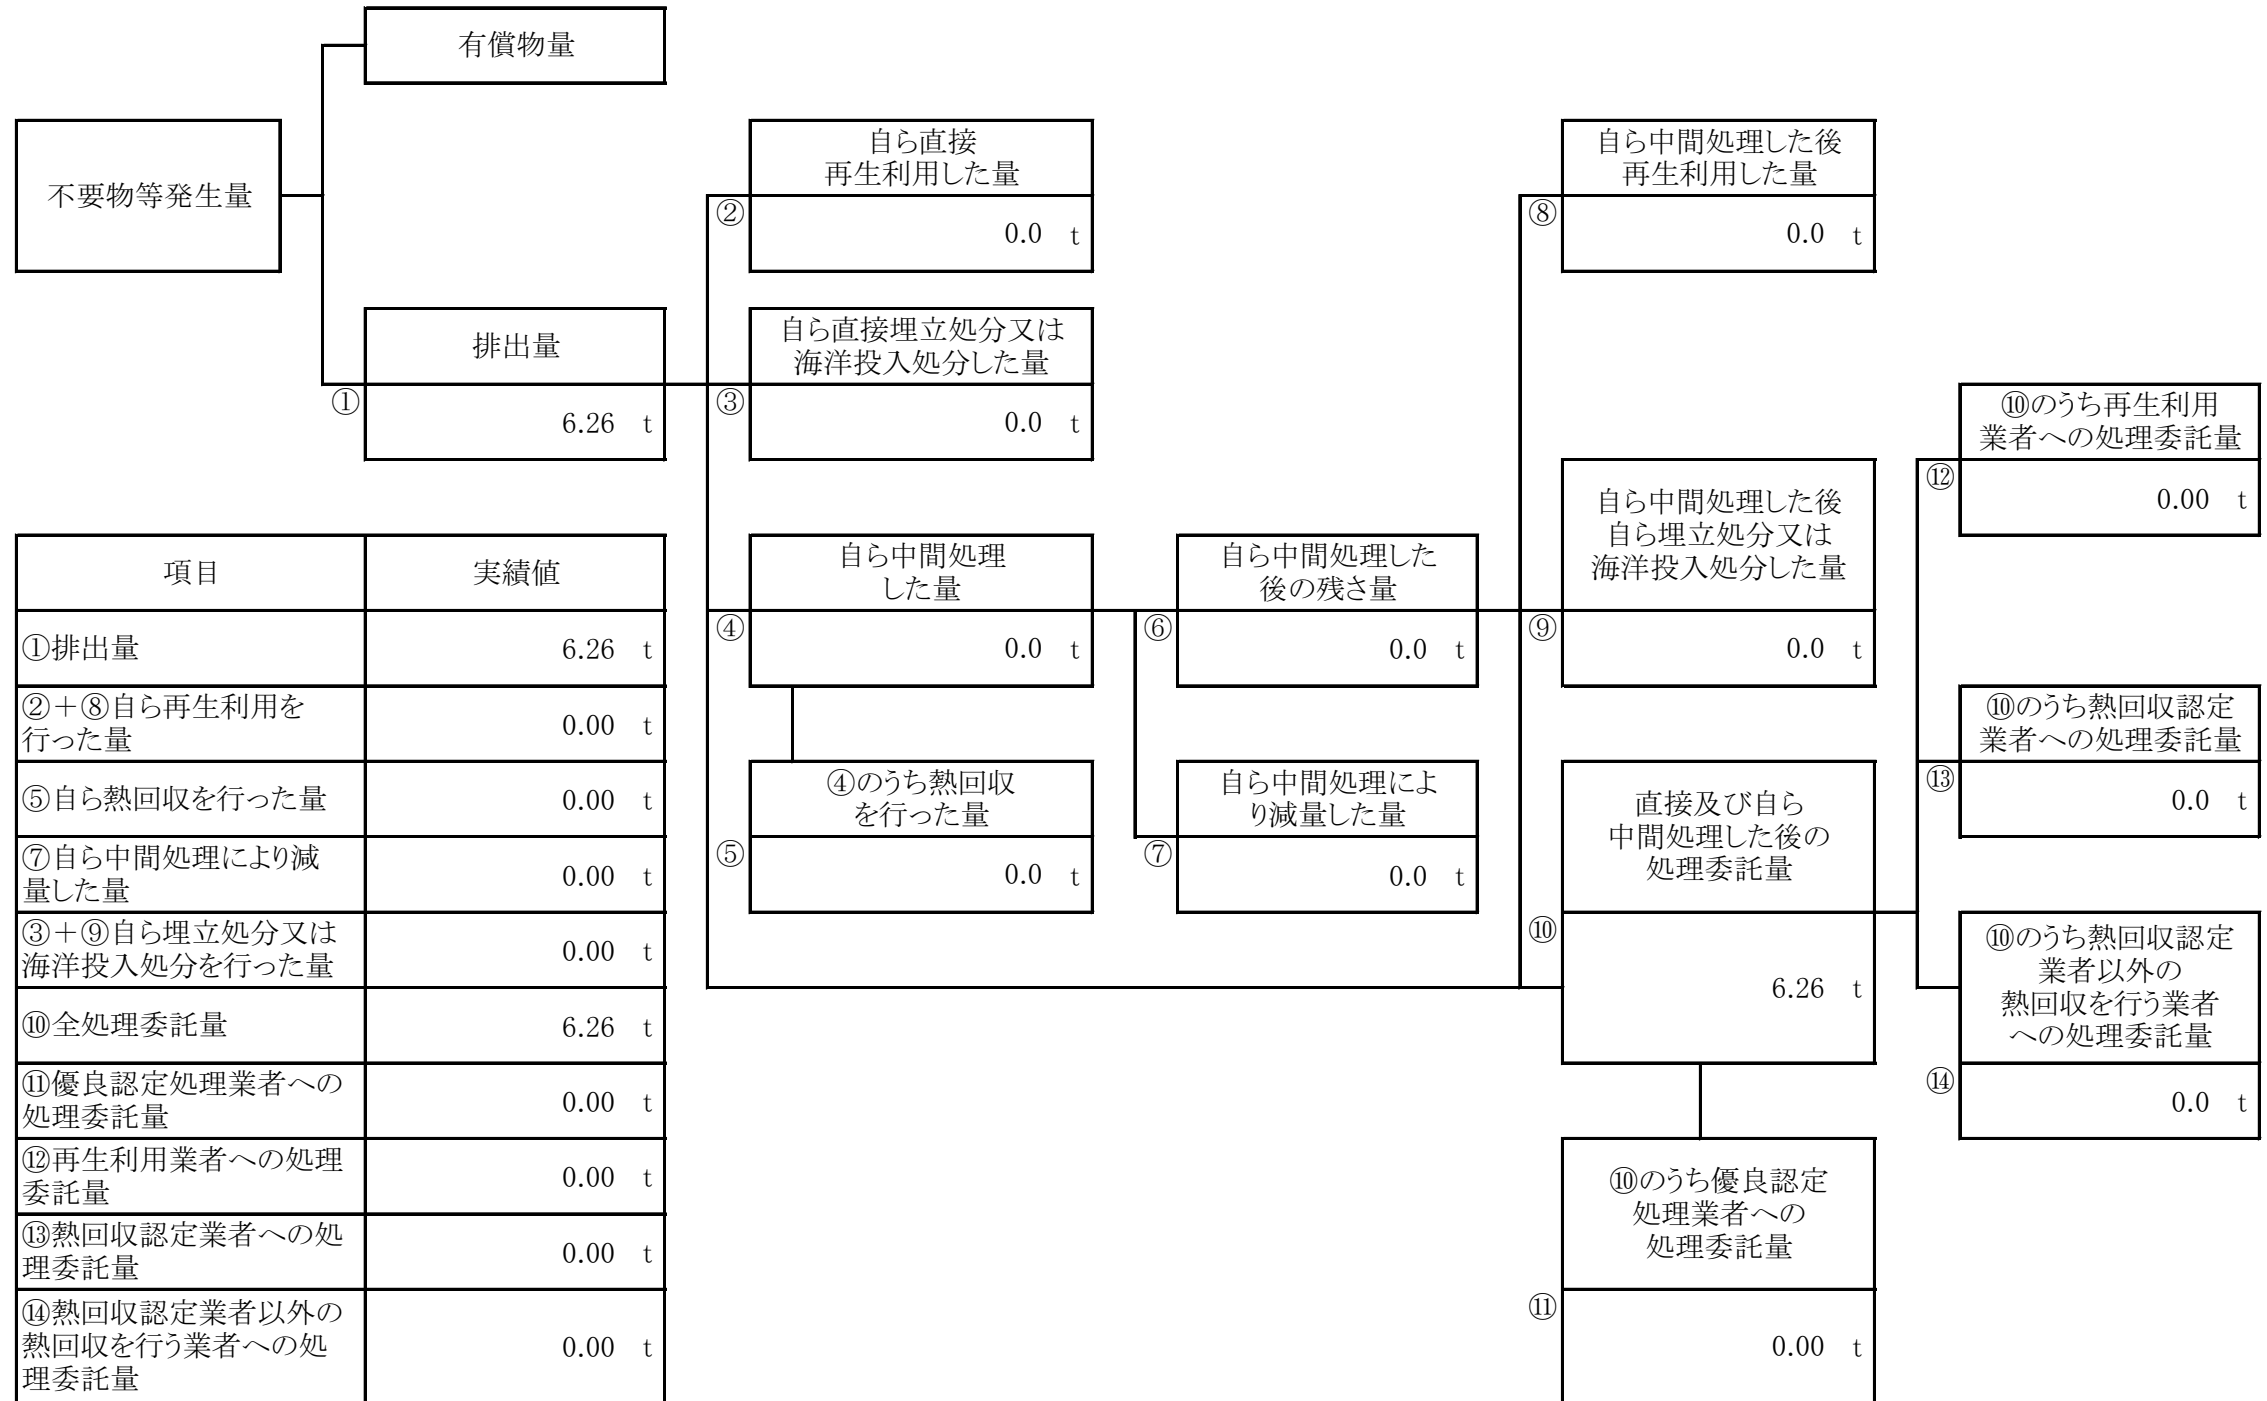 有償物量
不要物等発生量
排出量
①
6.26 t
自ら直接
再生利用した量
②
0.0 t
自ら直接埋立処分又は
海洋投入処分した量
③
0.0 t
自ら中間処理
した量
④
0.0 t
④のうち熱回収
を行った量
⑤
0.0 t
自ら中間処理した
後の残さ量
⑥
0.0 t
自ら中間処理によ
り減量した量
⑦
0.0 t
自ら中間処理した後
再生利用した量
⑧
0.0 t
自ら中間処理した後
自ら埋立処分又は
海洋投入処分した量
⑨
0.0 t
直接及び自ら
中間処理した後の
処理委託量
⑩
6.26 t
⑩のうち優良認定
処理業者への
処理委託量
⑪
0.00 t
⑩のうち再生利用
業者への処理委託量
⑫
0.00 t
⑩のうち熱回収認定
業者への処理委託量
⑬
0.0 t
⑩のうち熱回収認定
業者以外の
熱回収を行う業者
への処理委託量
⑭
0.0 t
項目 実績値
①排出量 6.26 t
②＋⑧自ら再生利用を
行った量 0.00 t
⑤自ら熱回収を行った量 0.00 t
⑦自ら中間処理により減
量した量 0.00 t
③＋⑨自ら埋立処分又は
海洋投入処分を行った量 0.00 t
⑩全処理委託量 6.26 t
⑪優良認定処理業者への
処理委託量 0.00 t
⑫再生利用業者への処理
委託量 0.00 t
⑬熱回収認定業者への処
理委託量 0.00 t
⑭熱回収認定業者以外の
熱回収を行う業者への処
理委託量 0.00 t